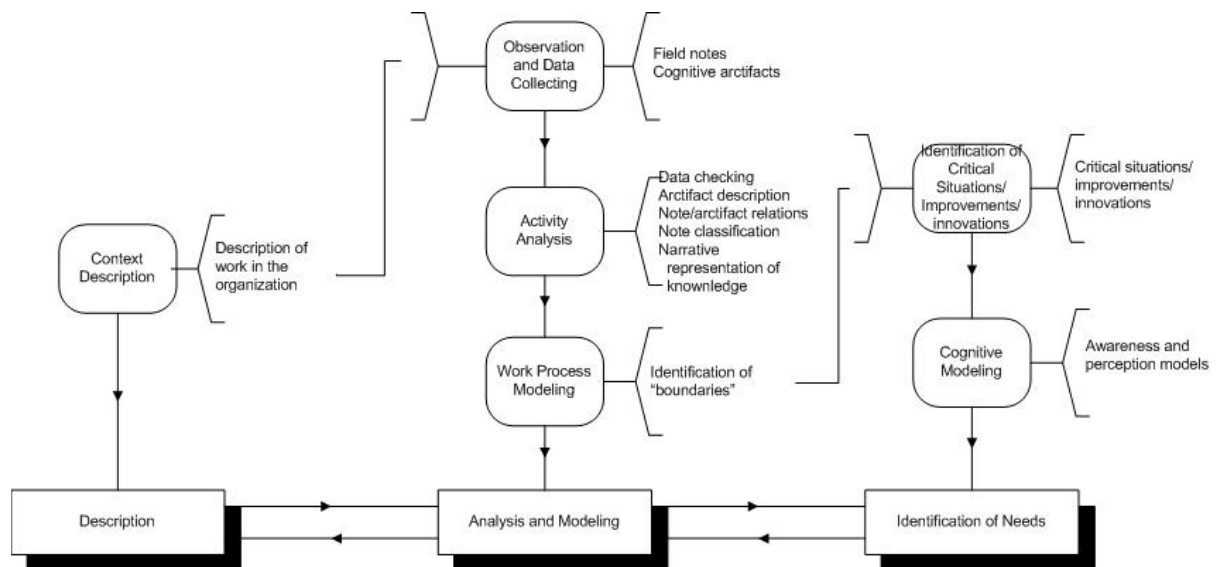 Observation
and Data
Collecting
Field notes
Cognitive arctifacts
Identification of
Critical
Situations/
Improvements/
innovations
Critical situations/
improvements/
innovations
Data checking
Arctifact description
Note/arctifact relations
Note classification
Narrative
representation of
knownledge
Activity
Analysis
Context
Description
Description of
work in the
organization
Work Process
Modeling
Identification of
“boundaries”
Cognitive
Modeling
Awareness and
perception models
Description
Analysis and Modeling
Identification of Needs